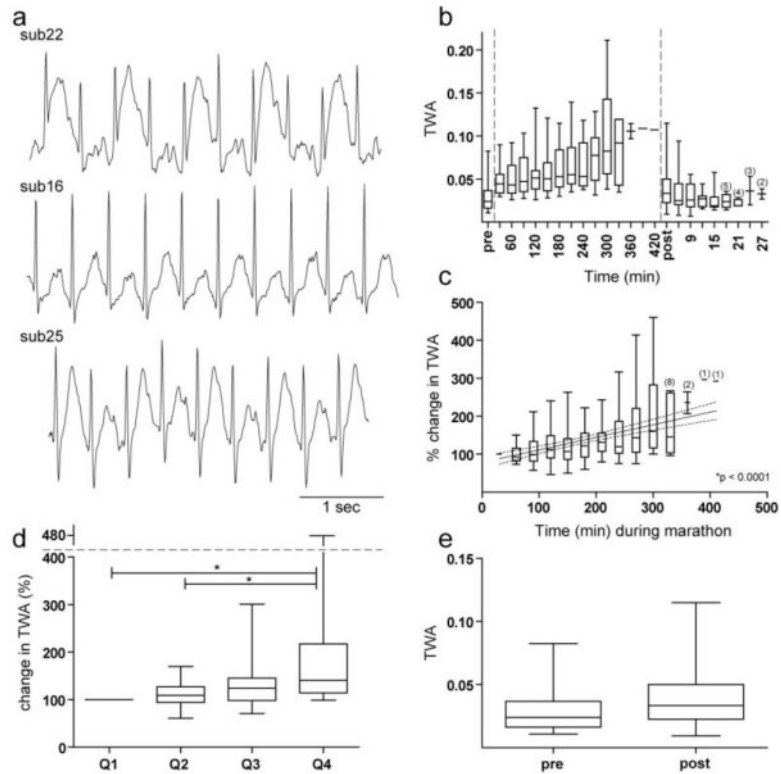 a
sub22
sub16
sub25
1 sec
b
TWA
0.20
0.15
0.10
0.05
pre 60 120 180 240 300 360 420 post 9 15 21 27
(5) (4) (3) (2)
Time (min)
c
% change in TWA
500
400
300
200
100
0 100 200 300 400 500
(8) (2) (1) (1)
*p < 0.0001
Time (min) during marathon
d
change in TWA (%)
480
400
300
200
100
0
* 
*
Q1 Q2 Q3 Q4
e
TWA
0.15
0.10
0.05
pre post